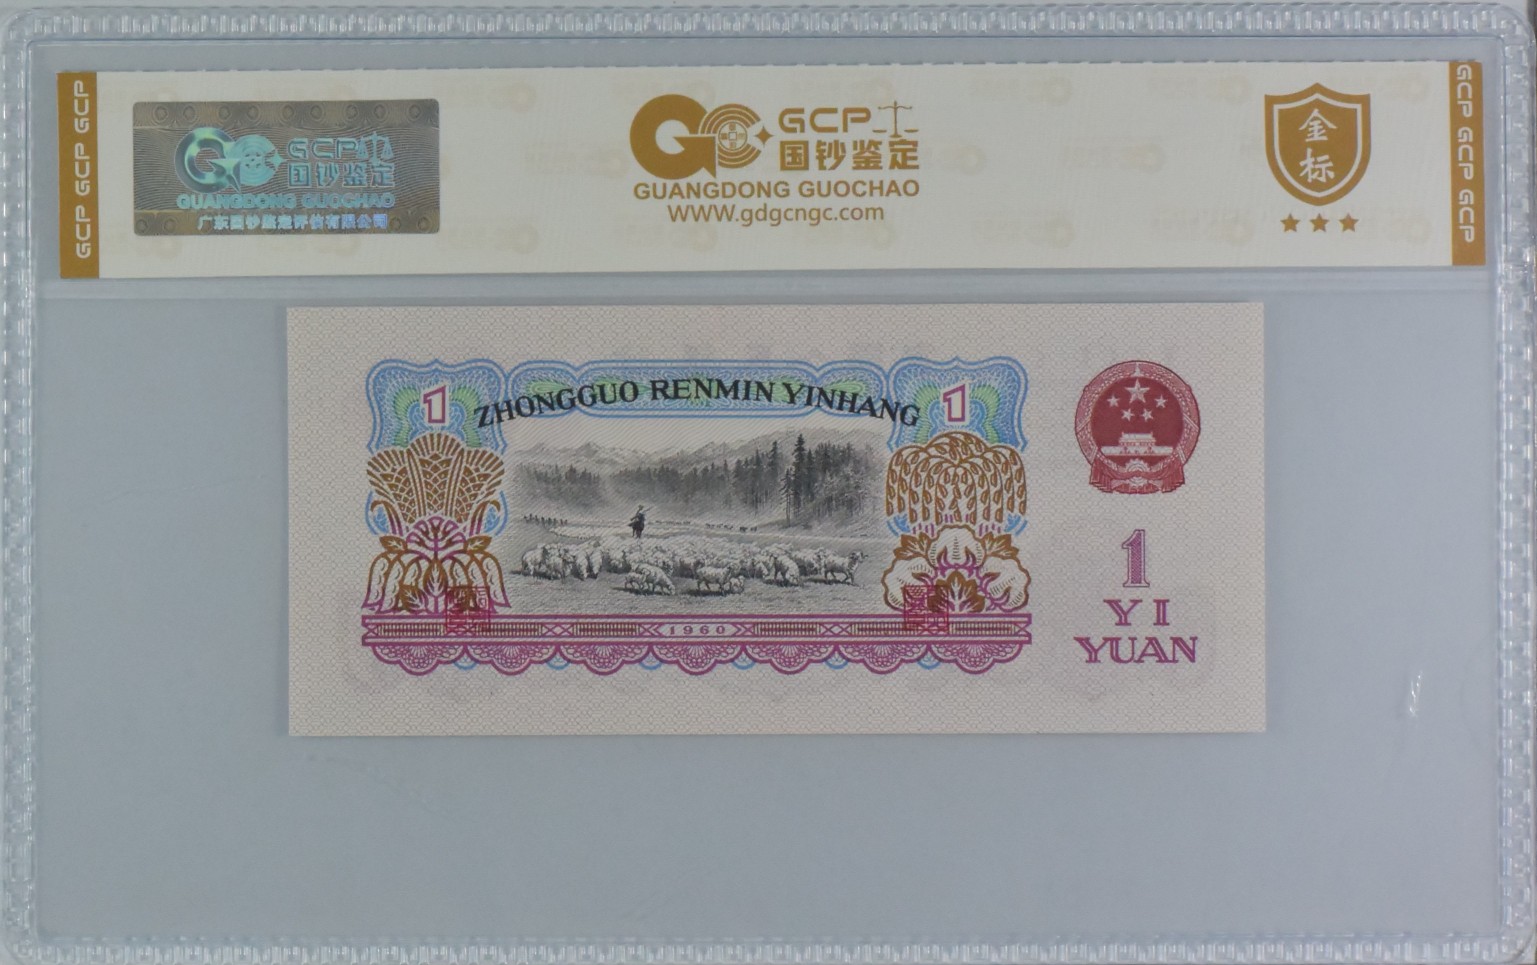 GCP GCP GCP
GCP
国钞鉴定
GUANGDONG GUOCHAO
广东国钞鉴定评估有限公司
GCP
国钞鉴定
GUANGDONG GUOCHAO
WWW.gdgcngc.com
金
标
GCP GCP GCP
1
ZHONGGUO RENMIN YINHANG
1
1960
1
YI
YUAN